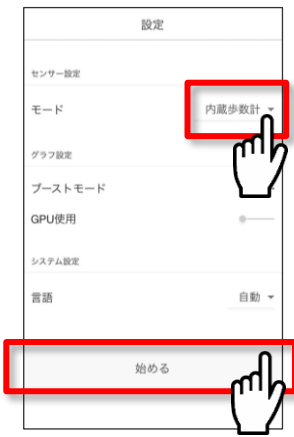 設定
センサー設定
モード 内蔵歩数計
グラフ設定
ブーストモード
GPU使用
システム設定
言語 自動
始める